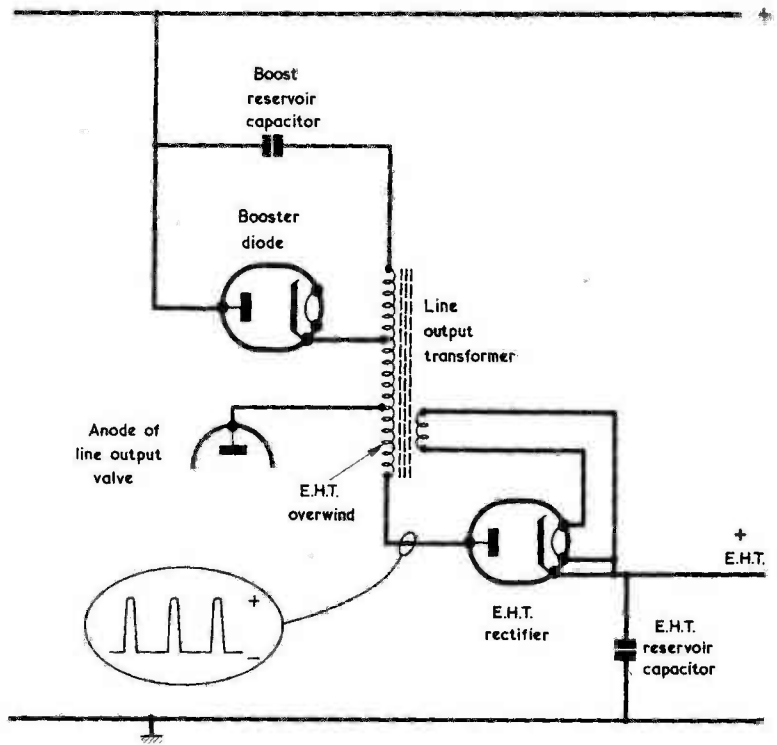 +
Boost
reservoir
capacitor
Booster
diode
Line
output
transformer
Anode of
line output
valve
E.H.T.
overwind
+
E.H.T.
E.H.T.
rectifier
E.H.T.
reservoir
capacitor
+
−